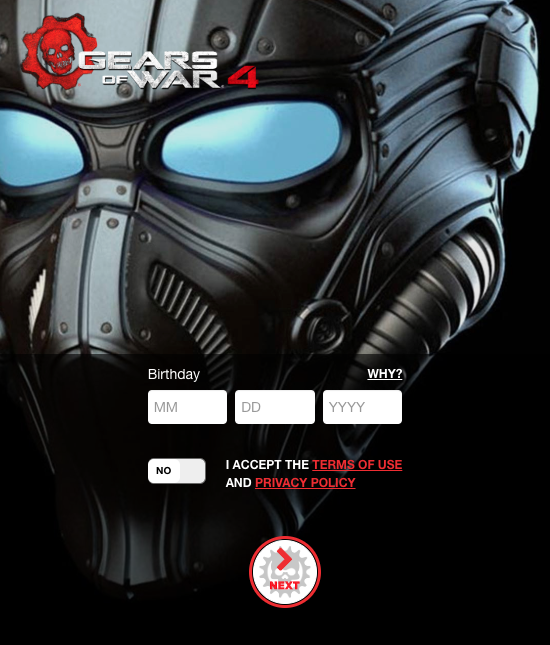 GEARS
OF WAR 4
Birthday WHY?
MM DD YYYY
NO
I ACCEPT THE TERMS OF USE
AND PRIVACY POLICY
NEXT